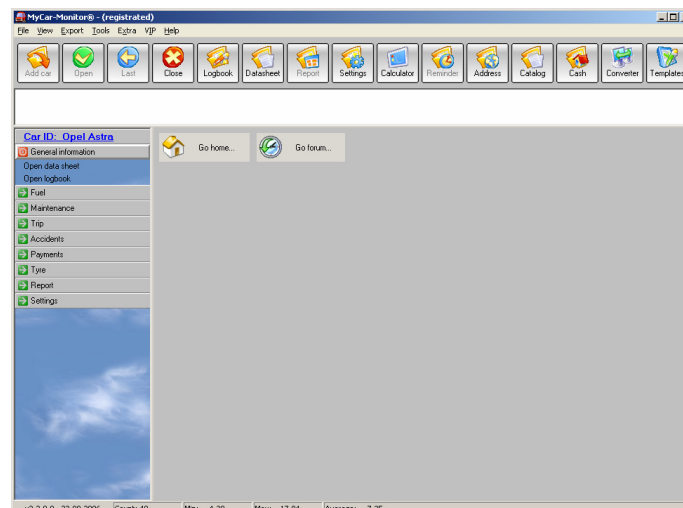 MyCar-Monitor® - (registrated)
File View Export Tools Extra VIP Help
Add car Open Last Close Logbook Datasheet Report Settings Calculator Reminder Address Catalog Cash Converter Templates
Car ID: Opel Astra
Go home... Go forum...
General information
Open data sheet
Open logbook
Fuel
Maintenance
Trip
Accidents
Payments
Tyre
Report
Settings